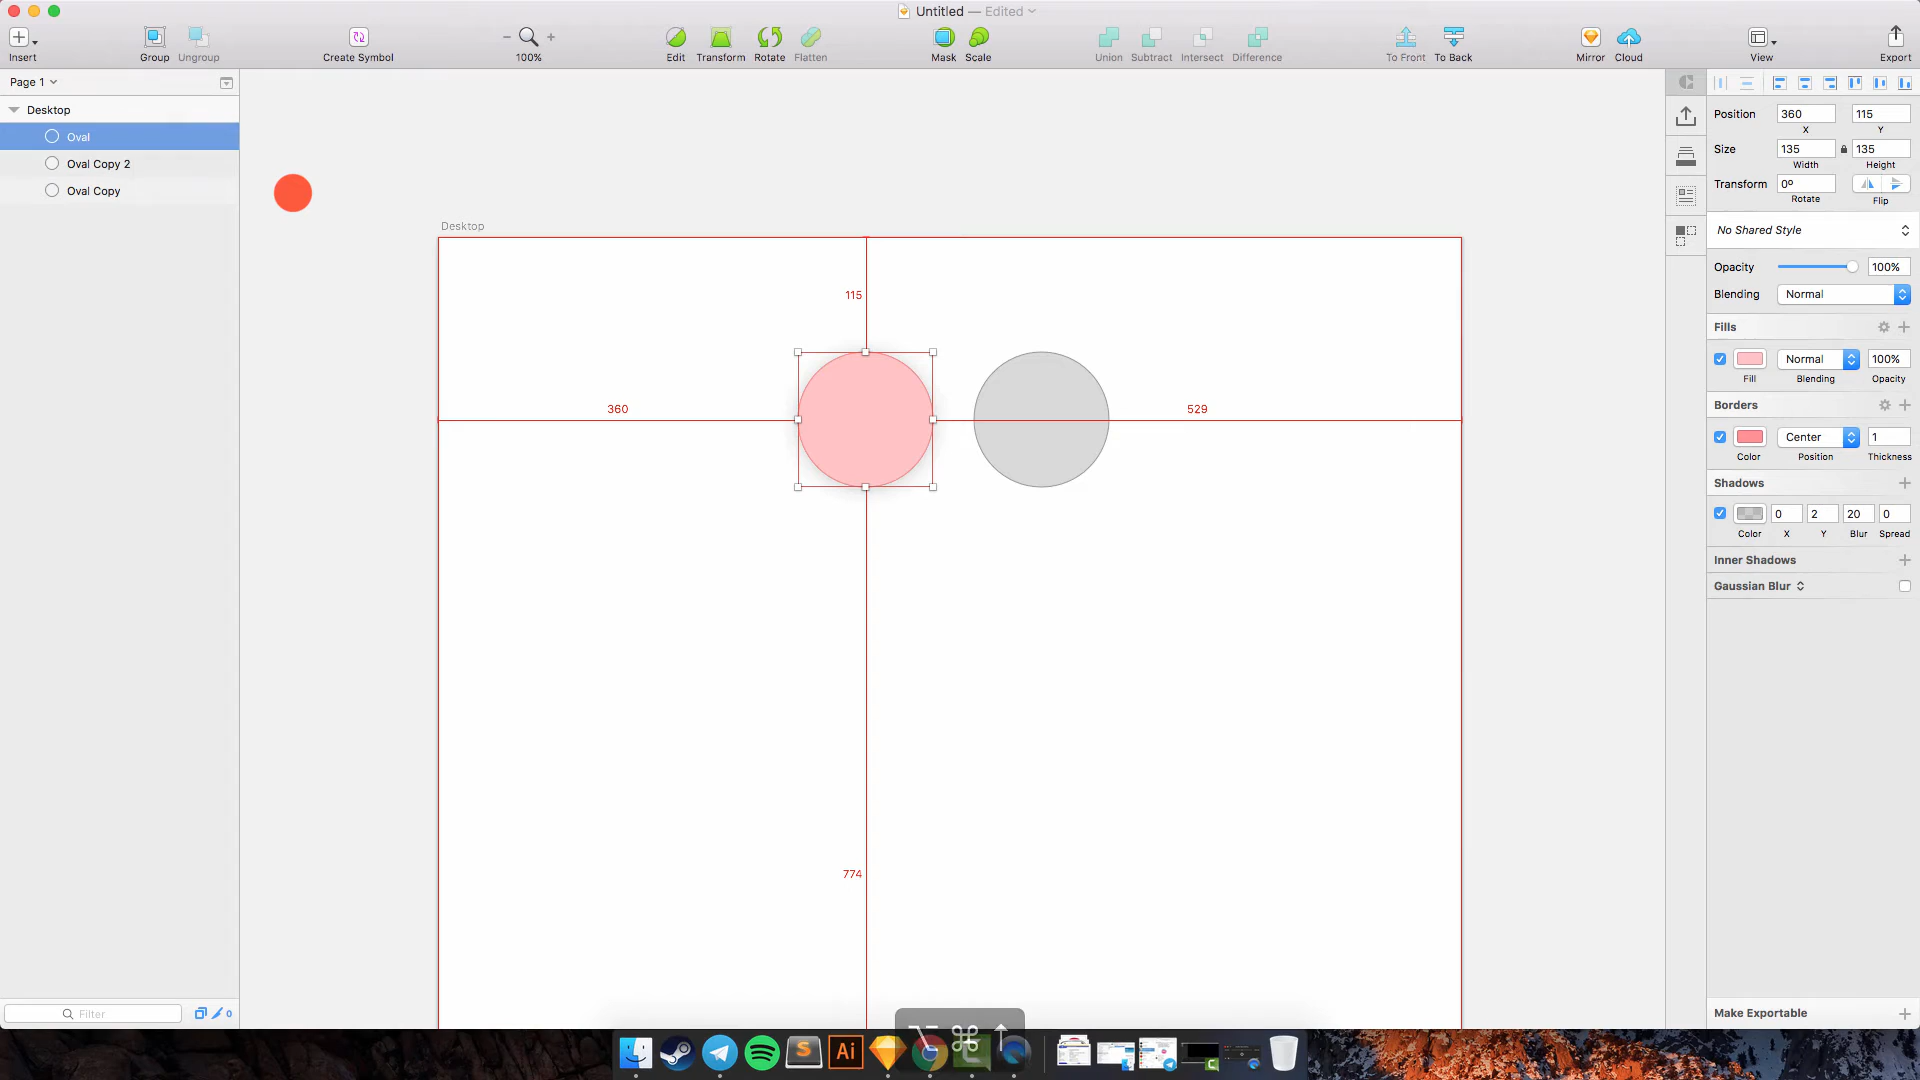 Untitled — Edited
Insert
Group
Ungroup
Create Symbol
100%
Edit
Transform
Rotate
Flatten
Mask
Scale
Union
Subtract
Intersect
Difference
To Front
To Back
Mirror
Cloud
View
Export
Page 1
Desktop
Oval
Oval Copy 2
Oval Copy
Filter
0
Desktop
115
360
529
774
Position 360 115
X Y
Size 135 135
Width Height
Transform 0º
Rotate Flip
No Shared Style
Opacity 100%
Blending Normal
Fills
Normal 100%
Fill Blending Opacity
Borders
Center 1
Color Position Thickness
Shadows
0 2 20 0
Color X Y Blur Spread
Inner Shadows
Gaussian Blur
Make Exportable
⌥ ⌘ ↑
S
Ai